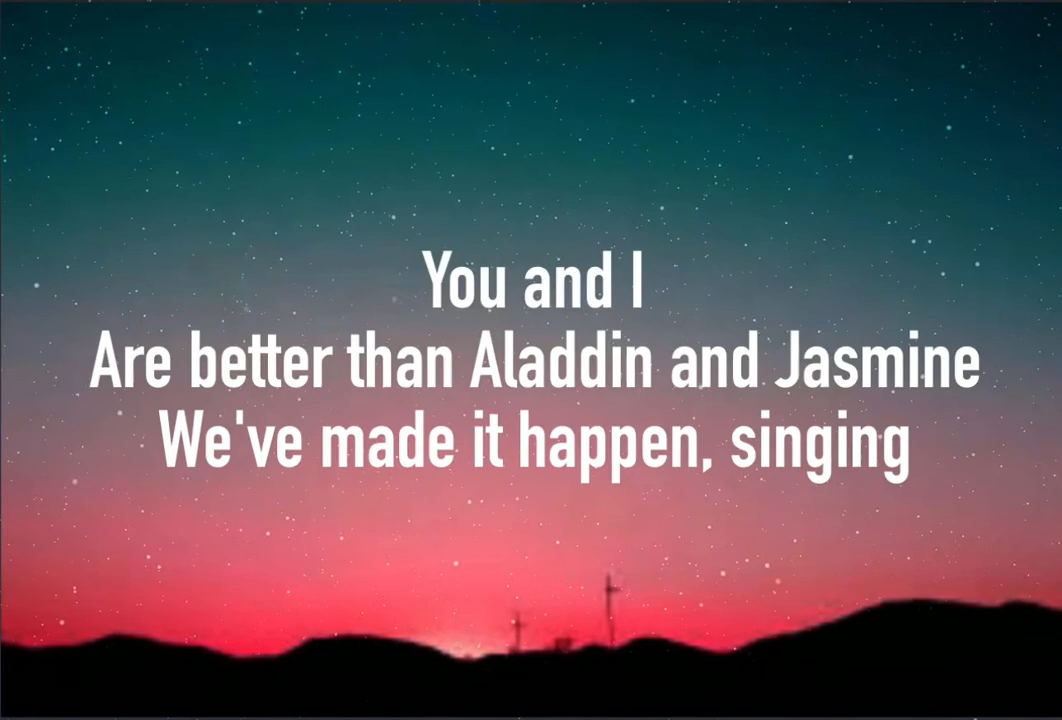 You and I
Are better than Aladdin and Jasmine
We've made it happen, singing